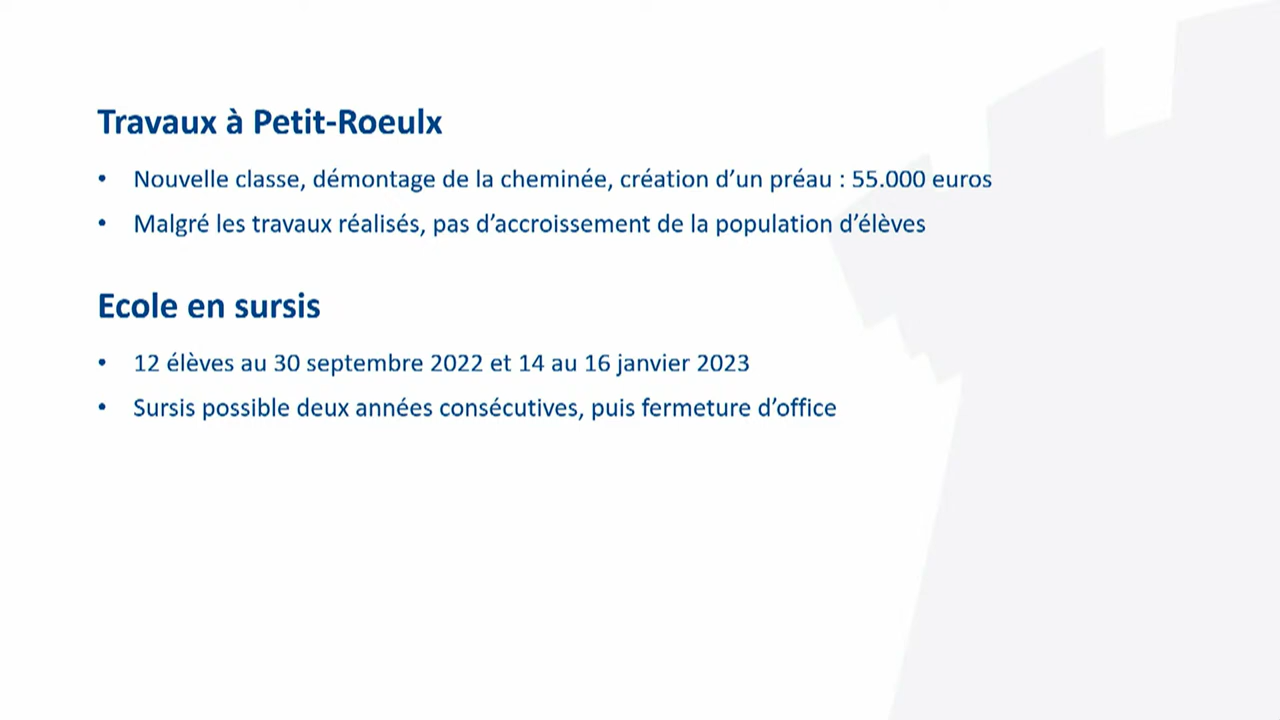 Travaux à Petit-Roeulx
• Nouvelle classe, démontage de la cheminée, création d’un préau : 55.000 euros
• Malgré les travaux réalisés, pas d’accroissement de la population d’élèves
Ecole en sursis
• 12 élèves au 30 septembre 2022 et 14 au 16 janvier 2023
• Sursis possible deux années consécutives, puis fermeture d’office